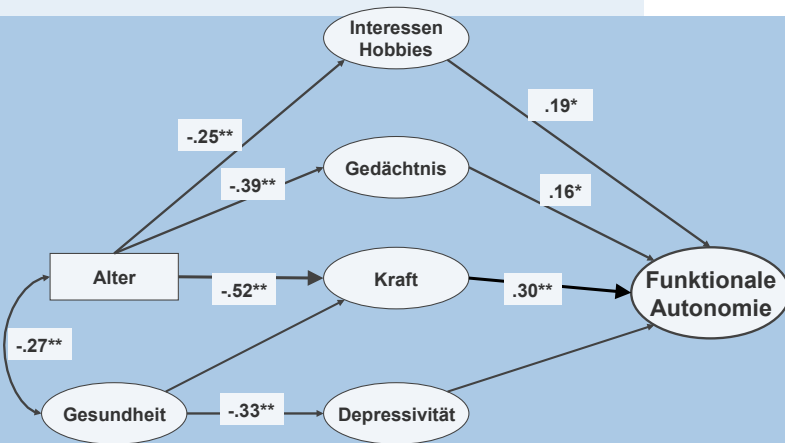 Interessen
Hobbies
.19*
-.25**
Gedächtnis
-.39**
.16*
Alter
-.52**
Kraft
.30**
Funktionale
Autonomie
-.27**
Gesundheit
-.33**
Depressivität